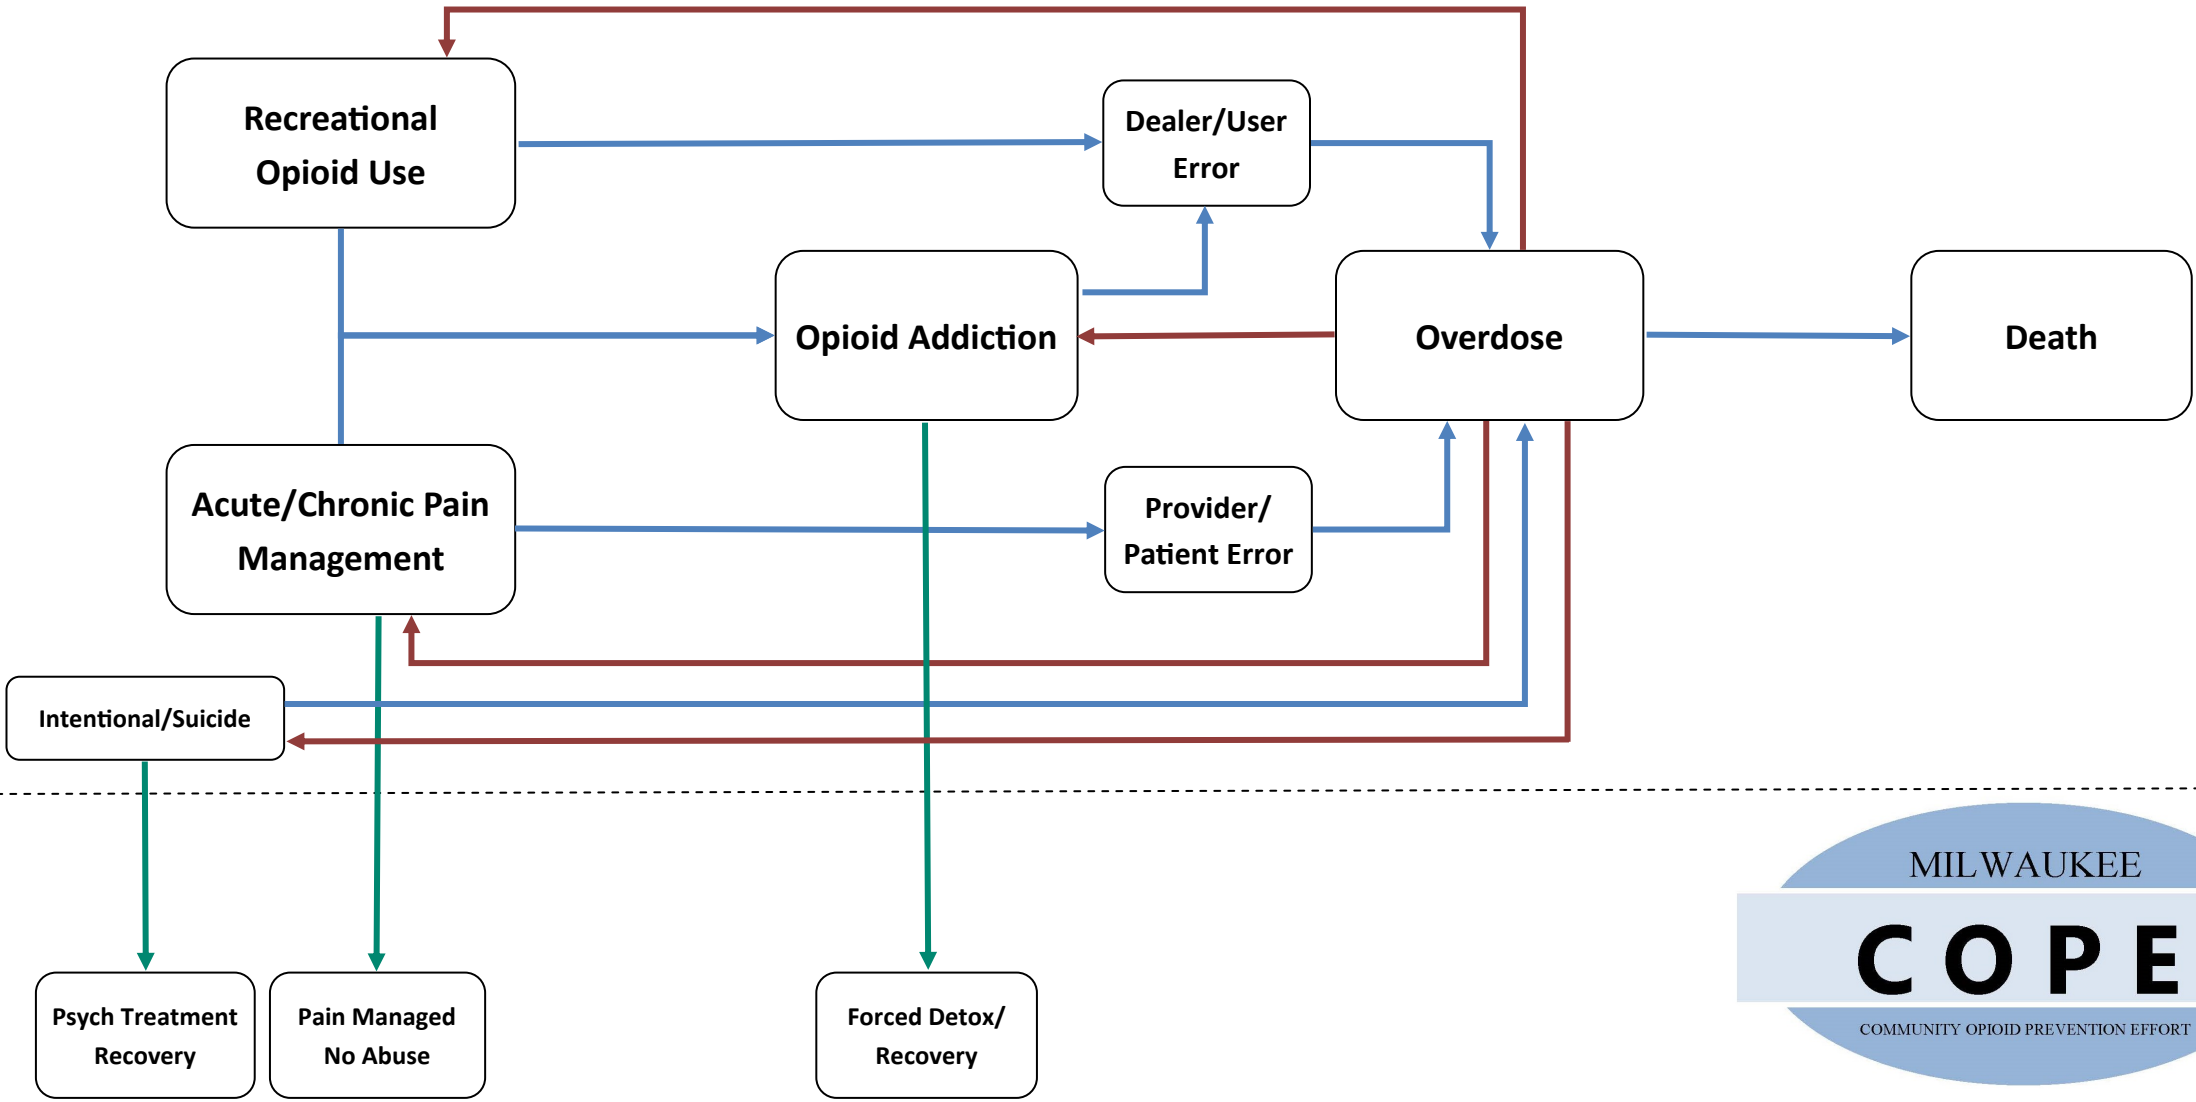 Recreational
Opioid Use
Dealer/User
Error
Opioid Addiction
Overdose
Death
Acute/Chronic Pain
Management
Provider/
Patient Error
Intentional/Suicide
Psych Treatment
Recovery
Pain Managed
No Abuse
Forced Detox/
Recovery
MILWAUKEE
COPE
COMMUNITY OPIOID PREVENTION EFFORT